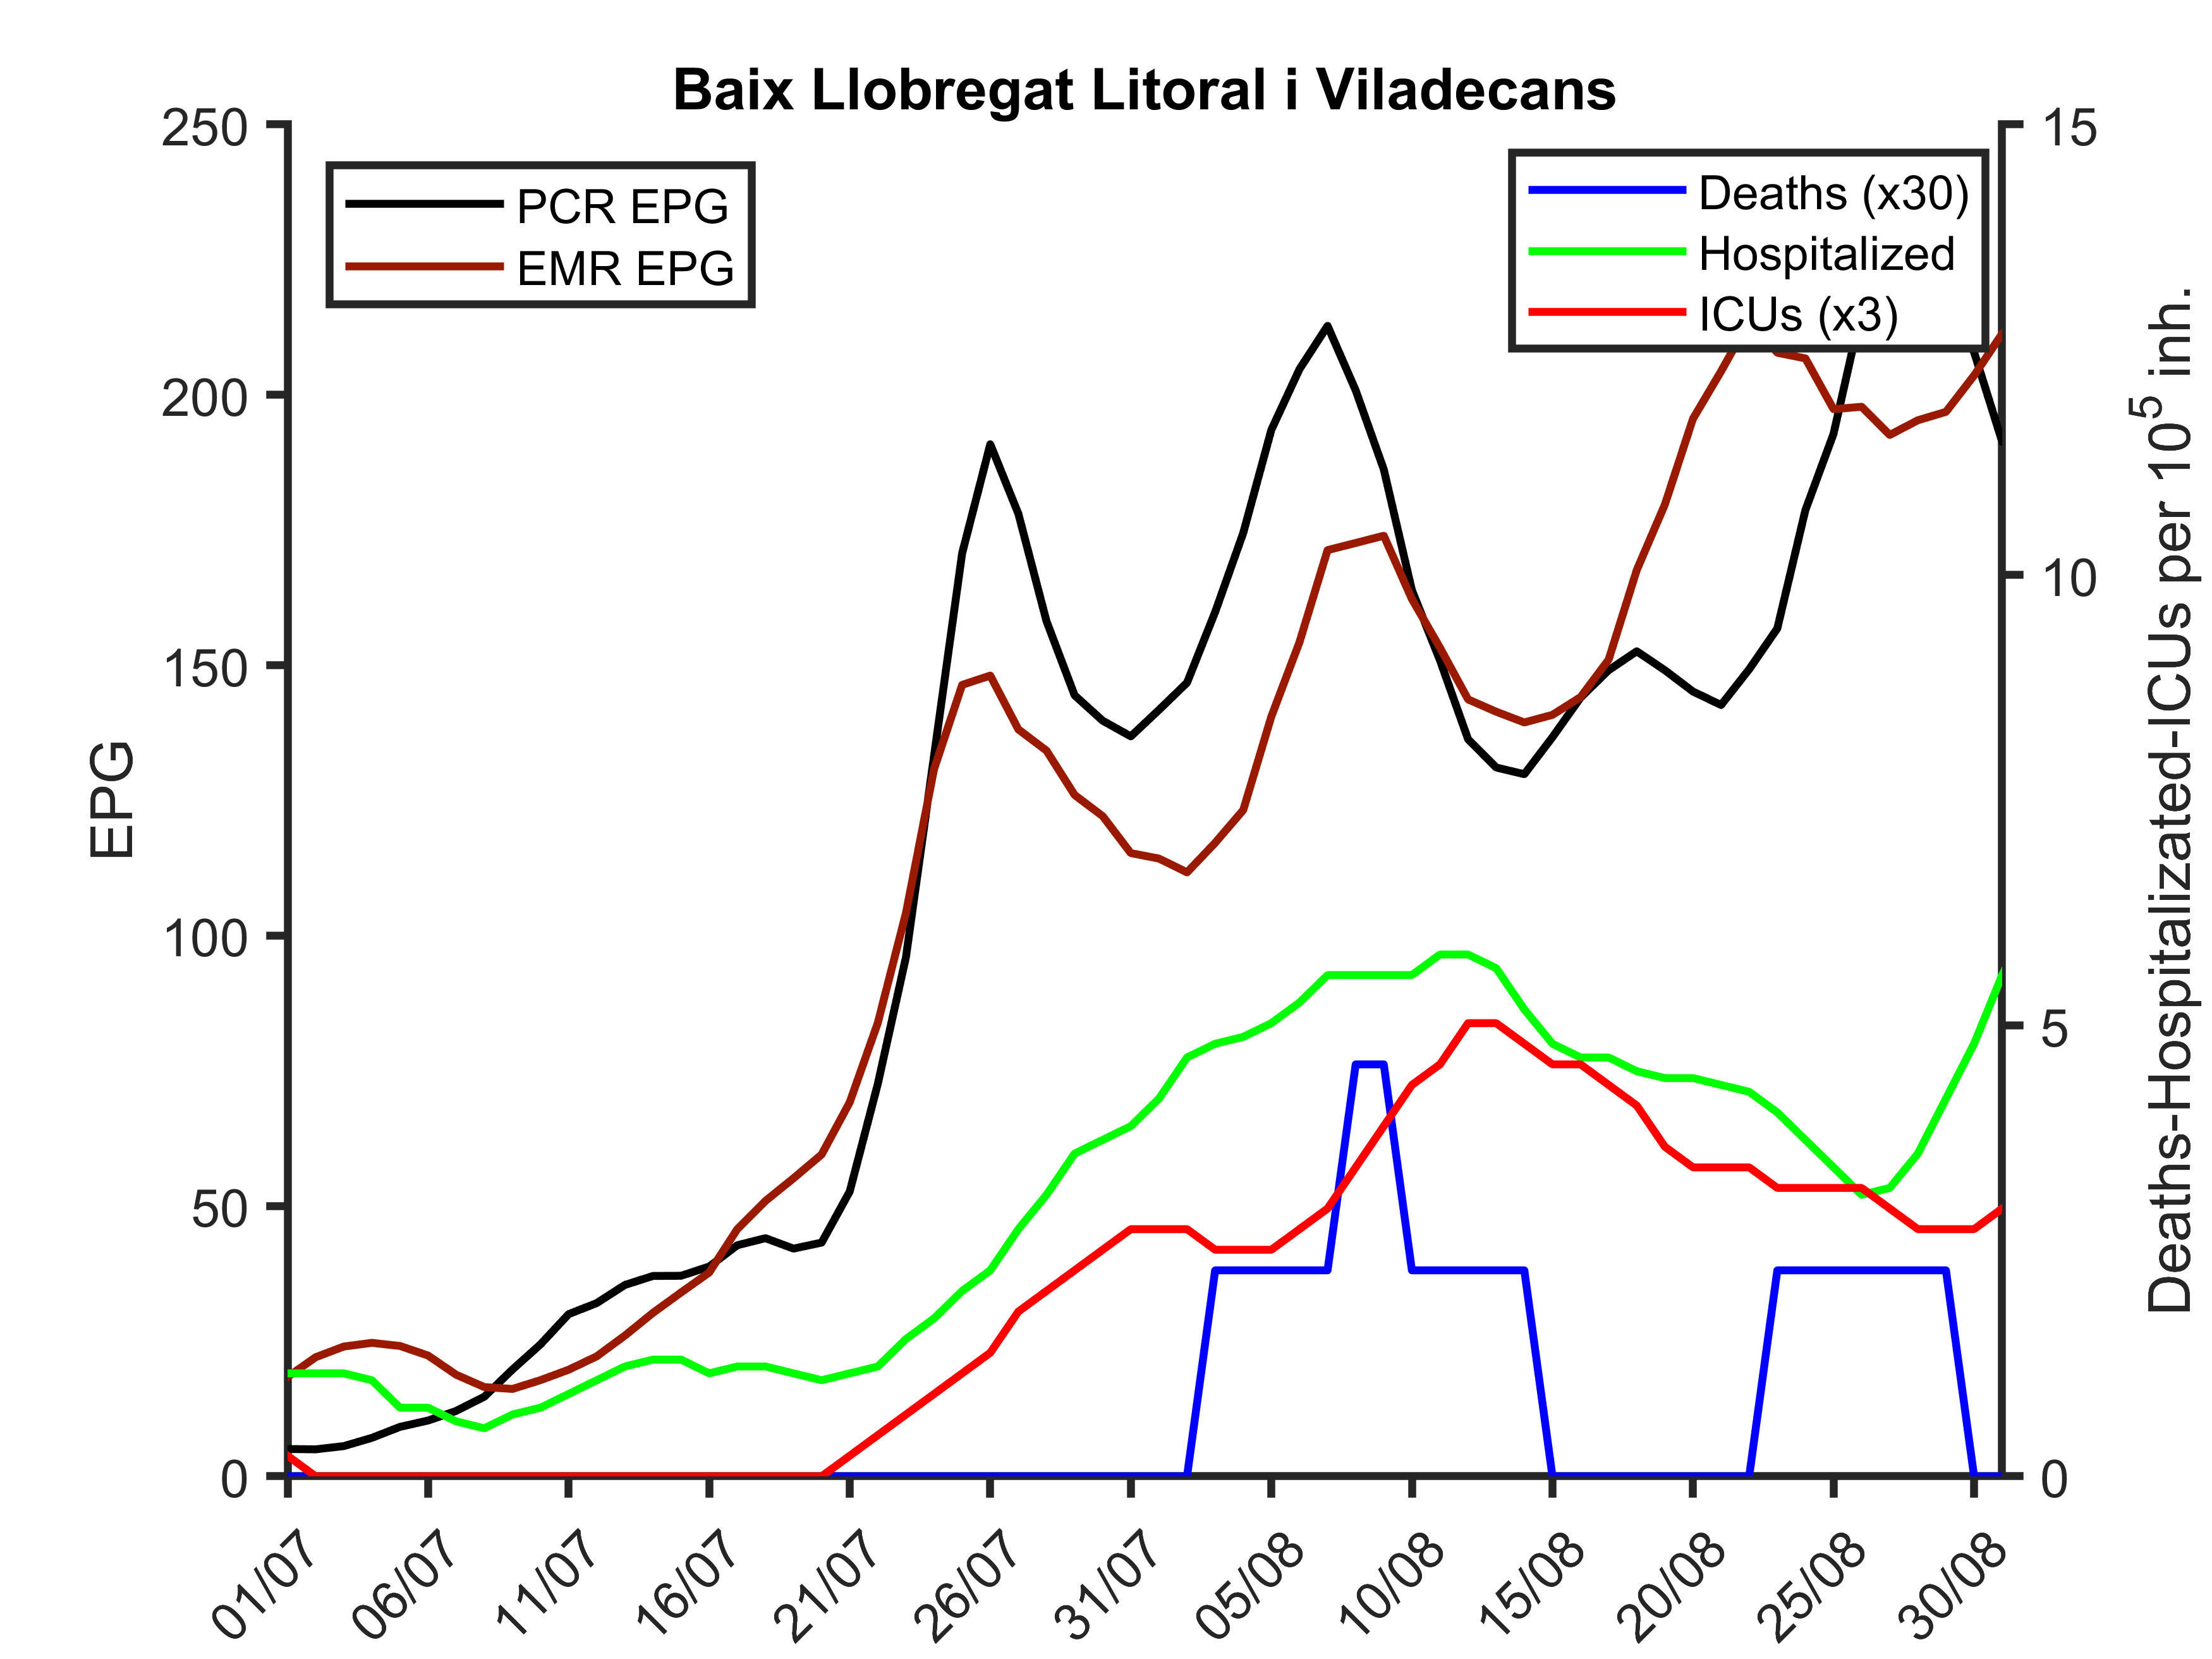 Baix Llobregat Litoral i Viladecans
250
200
150
100
50
0
EPG
PCR EPG
EMR EPG
Deaths (x30)
Hospitalized
ICUs (x3)
15
10
5
0
Deaths-Hospitalizated-ICUs per 10⁵ inh.
01/07
06/07
11/07
16/07
21/07
26/07
31/07
05/08
10/08
15/08
20/08
25/08
30/08